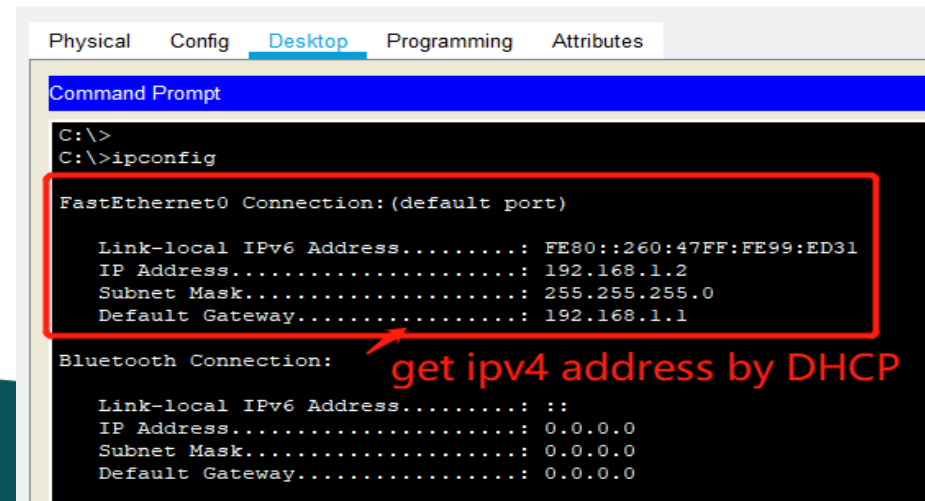 Physical Config Desktop Programming Attributes
Command Prompt
C:\>
C:\>ipconfig
FastEthernet0 Connection:(default port)
Link-local IPv6 Address.........: FE80::260:47FF:FE99:ED31
IP Address......................: 192.168.1.2
Subnet Mask.....................: 255.255.255.0
Default Gateway.................: 192.168.1.1
Bluetooth Connection:
get ipv4 address by DHCP
Link-local IPv6 Address.........: ::
IP Address......................: 0.0.0.0
Subnet Mask.....................: 0.0.0.0
Default Gateway.................: 0.0.0.0